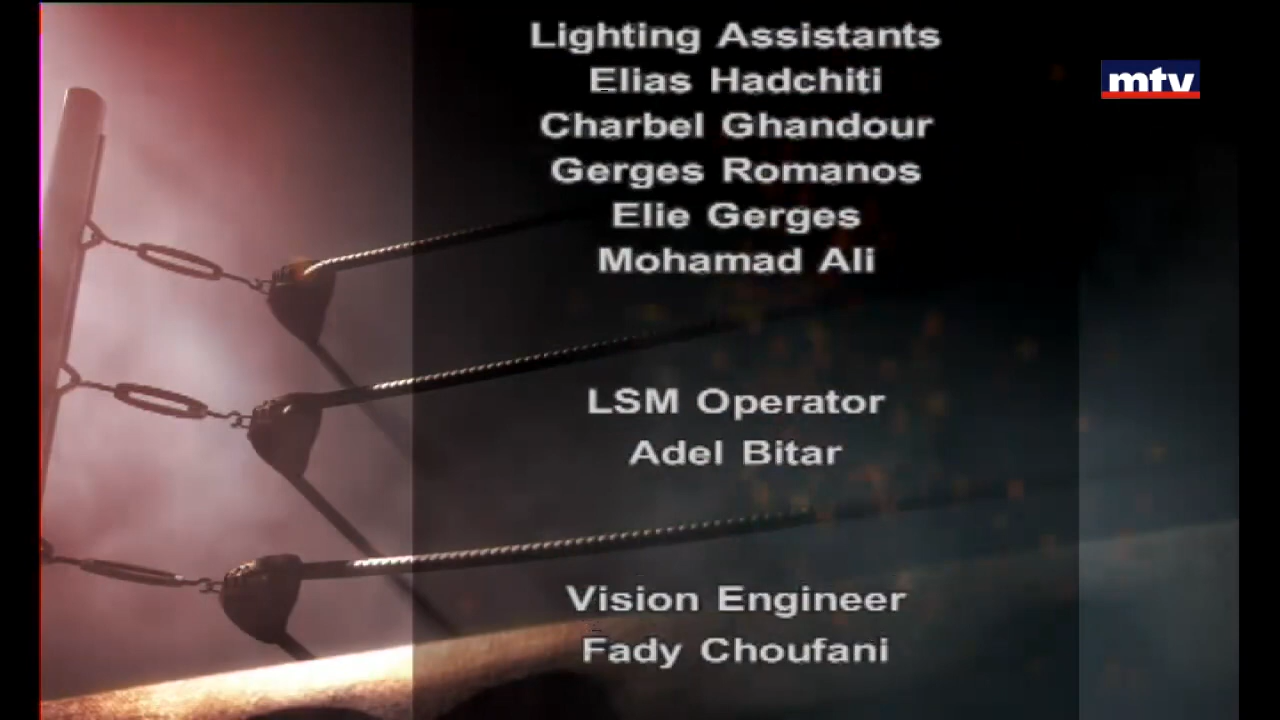 Lighting Assistants
mtv
Elias Hadchiti
Charbel Ghandour
Gerges Romanos
Elie Gerges
Mohamad Ali
LSM Operator
Adel Bitar
Vision Engineer
Fady Choufani